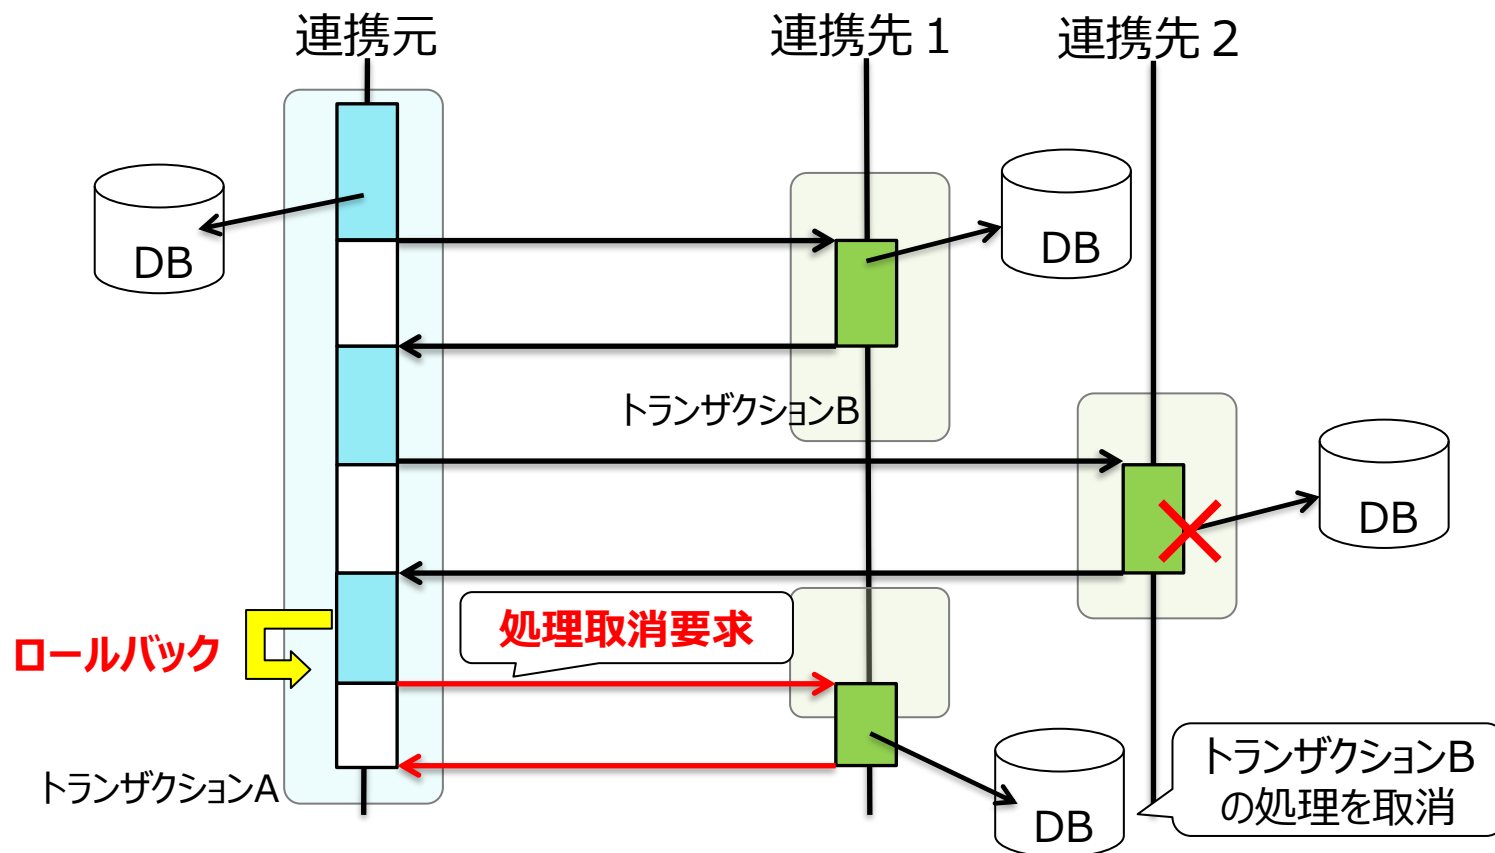 連携元
連携先１
連携先２
DB
DB
トランザクションB
DB
処理取消要求
ロールバック
トランザクションA
DB
トランザクションB
の処理を取消